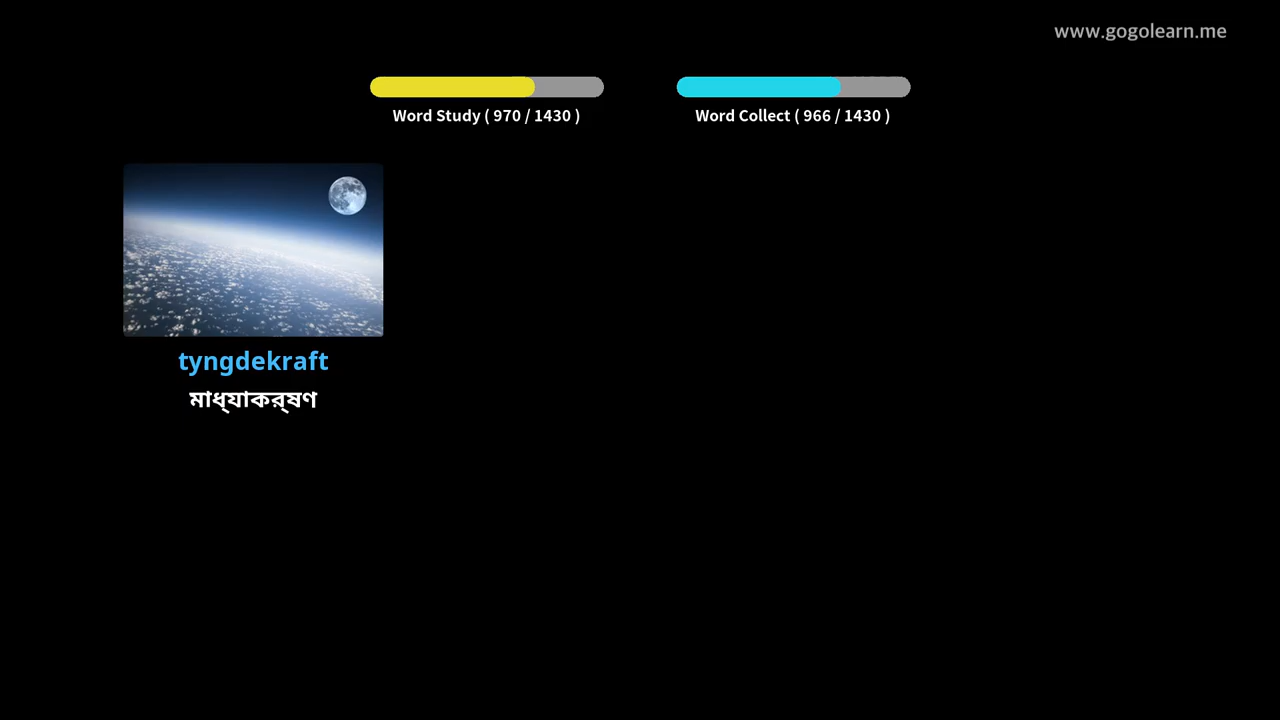 www.gogolearn.me
Word Study ( 970 / 1430 )
Word Collect ( 966 / 1430 )
tyngdekraft
মাধ্যাকর্ষণ